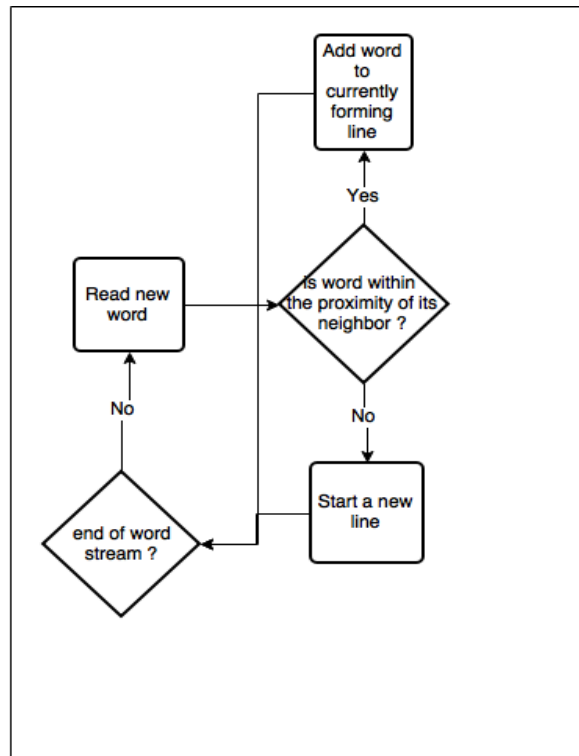 Add word
to
currently
forming
line
Yes
is word within
the proximity of its
neighbor ?
Read new
word
No
No
Start a new
line
end of word
stream ?